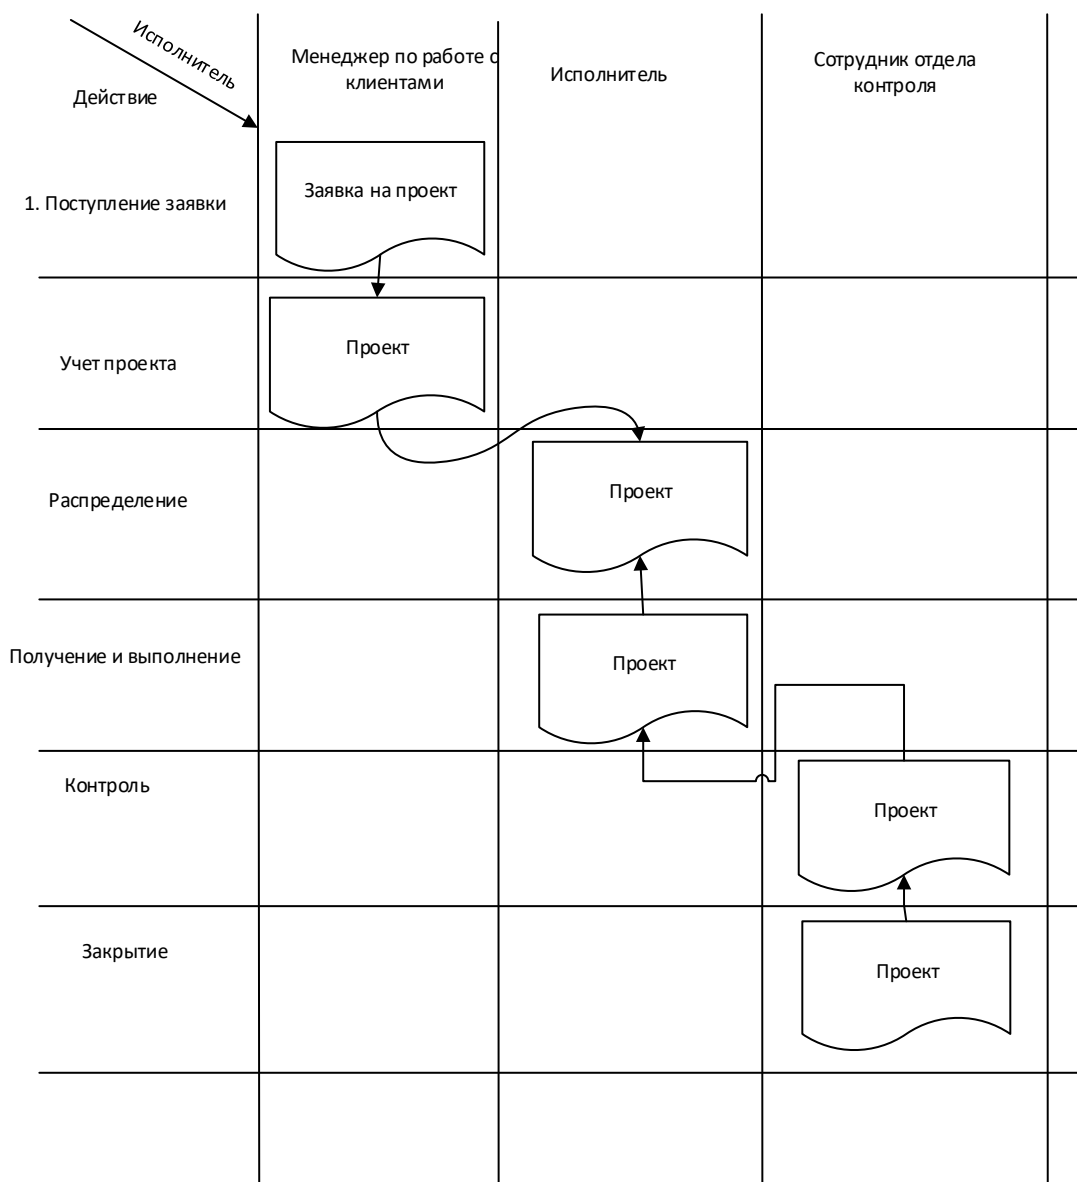 Исполнитель
Менеджер по работе с
клиентами
Исполнитель
Сотрудник отдела
контроля
Действие
Заявка на проект
1. Поступление заявки
Проект
Учет проекта
Проект
Распределение
Получение и выполнение
Проект
Контроль
Проект
Закрытие
Проект